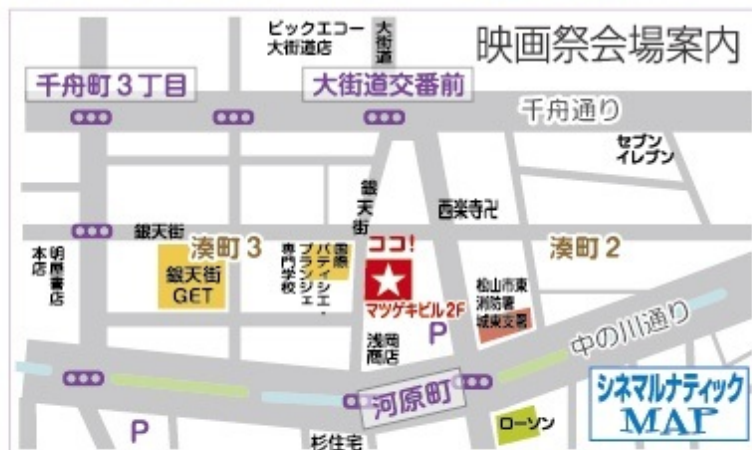 ビックエコー
大街道店
大街道
映画祭会場案内
千舟町3丁目
大街道交番前
千舟通り
セブン
イレブン
銀天街
西楽寺卍
銀天街
湊町3
ココ!
湊町2
明屋書店
本店
銀天街
GET
国際
パティシエ・
ブランジェ
専門学校
マツゲキビル2F
松山市東
消防署
城東支署
P
浅岡
商店
中の川通り
河原町
シネマルナティック
MAP
P
杉住宅
ローソン